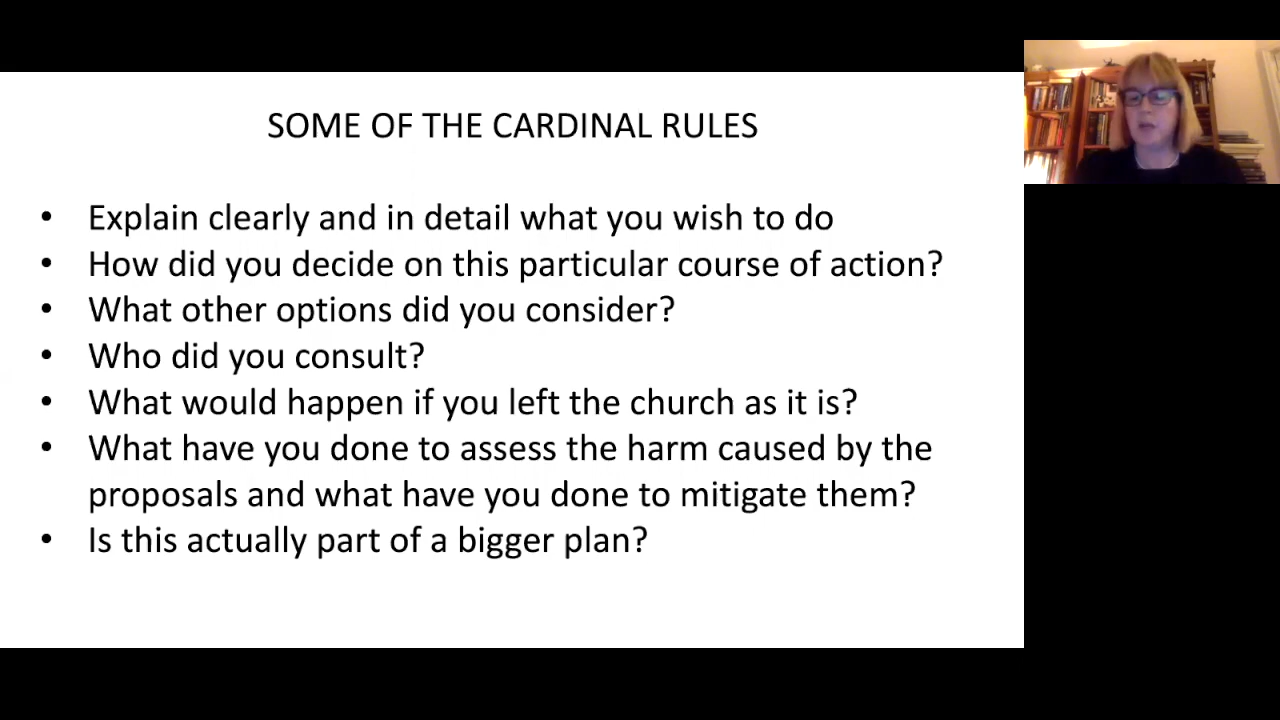 SOME OF THE CARDINAL RULES
• Explain clearly and in detail what you wish to do
• How did you decide on this particular course of action?
• What other options did you consider?
• Who did you consult?
• What would happen if you left the church as it is?
• What have you done to assess the harm caused by the
proposals and what have you done to mitigate them?
• Is this actually part of a bigger plan?